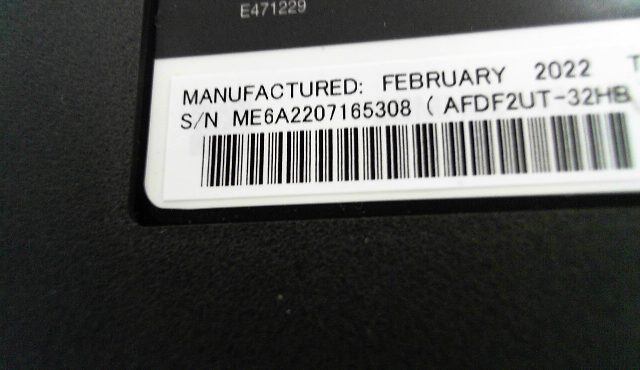 E471229
MANUFACTURED: FEBRUARY 2022 T
S/N ME6A2207165308 ( AFDF2UT-32HB